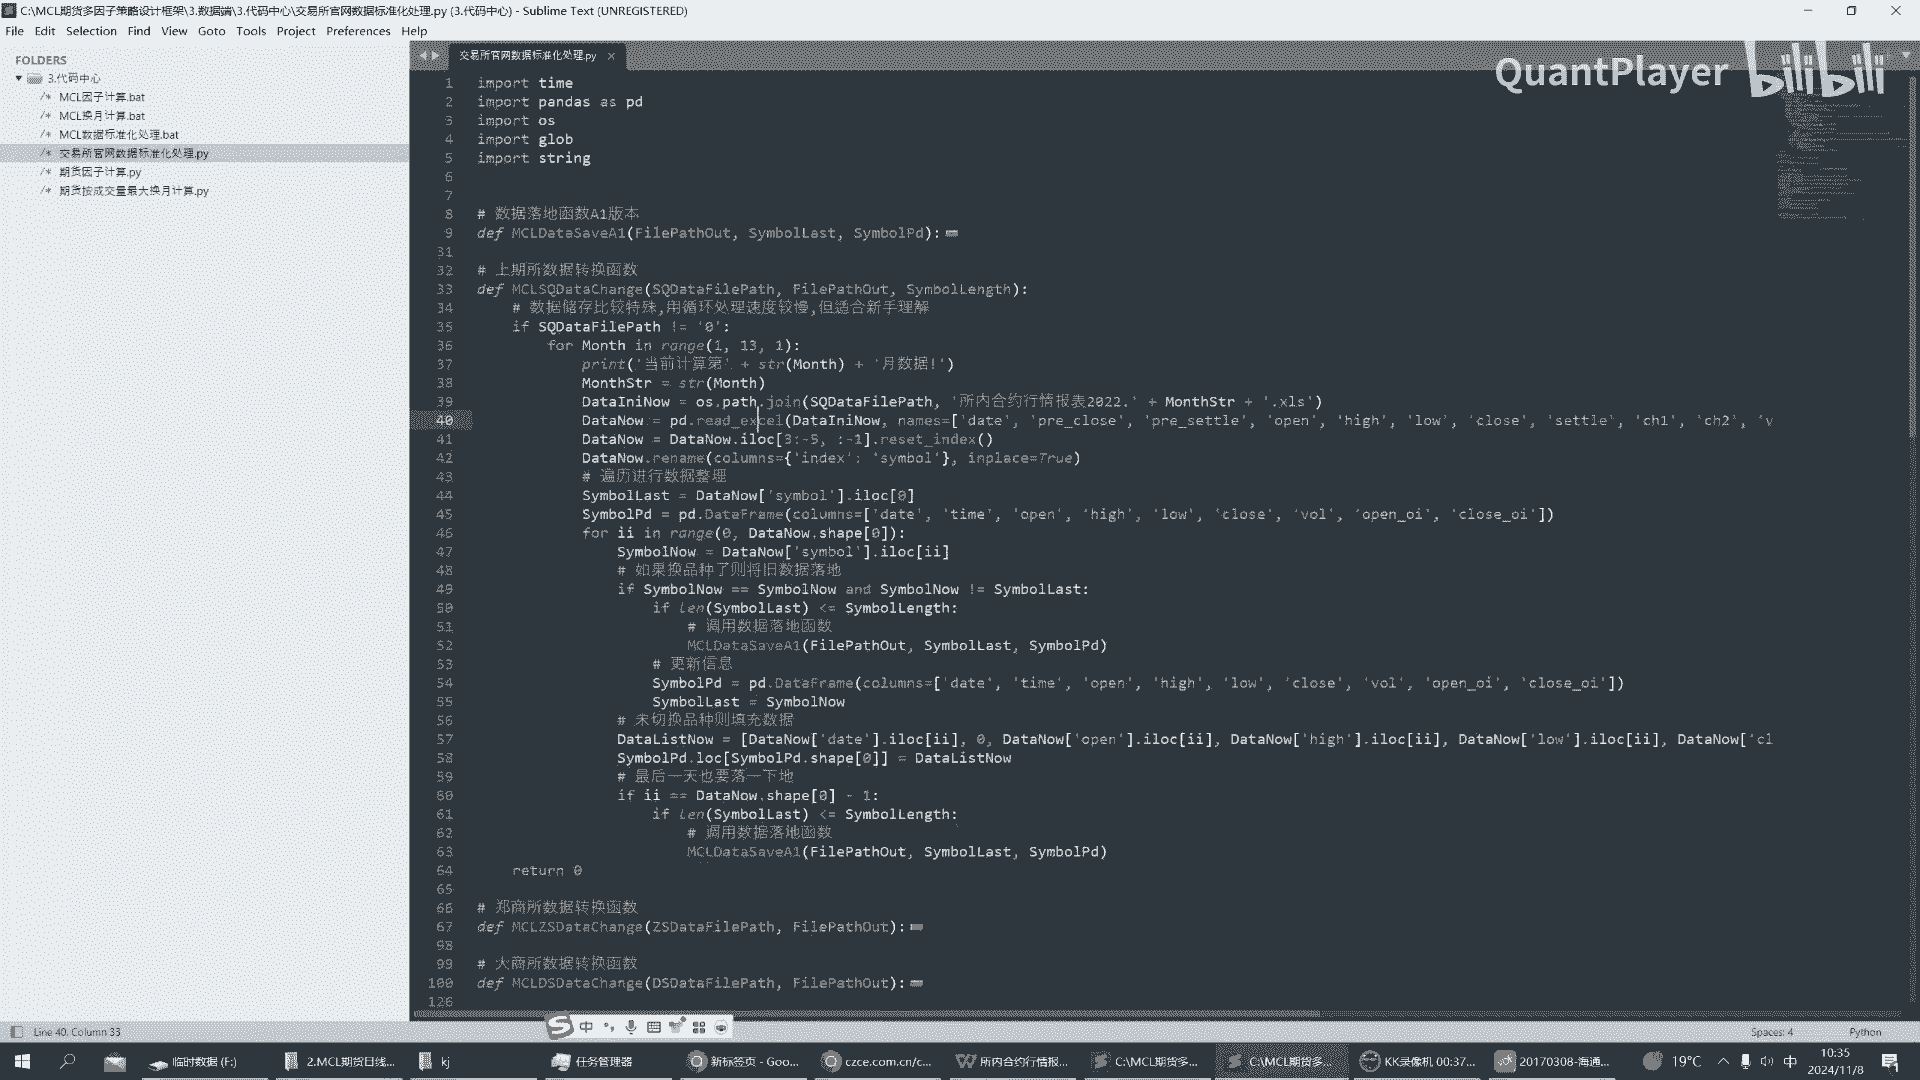 C:\MCL期货多因子策略设计框架\3.数据端\3.代码中心\交易所官网数据标准化处理.py (3.代码中心) - Sublime Text (UNREGISTERED)
File Edit Selection Find View Goto Tools Project Preferences Help
FOLDERS
3.代码中心
/* MCL因子计算.bat
/* MCL换月计算.bat
/* MCL数据标准化处理.bat
/* 交易所官网数据标准化处理.py
/* 期货因子计算.py
/* 期货按成交量最大换月计算.py
交易所官网数据标准化处理.py
QuantPlayer bilibili
1 import time
2 import pandas as pd
3 import os
4 import glob
5 import string
6
7
8 # 数据落地函数A1版本
9 def MCLDataSaveA1(FilePathOut, SymbolLast, SymbolPd):
31
32 # 上期所数据转换函数
33 def MCLSQDataChange(SQDataFilePath, FilePathOut, SymbolLength):
34 # 数据储存比较特殊,用循环处理速度较慢,但适合新手理解
35 if SQDataFilePath != '0':
36 for Month in range(1, 13, 1):
37 print('当前计算第' + str(Month) + '月数据!')
38 MonthStr = str(Month)
39 DataIniNow = os.path.join(SQDataFilePath, '所内合约行情报表2022.' + MonthStr + '.xls')
40 DataNow = pd.read_excel(DataIniNow, names=['date', 'pre_close', 'pre_settle', 'open', 'high', 'low', 'close', 'settle', 'ch1', 'ch2', 'v
41 DataNow = DataNow.iloc[3:-5, :-1].reset_index()
42 DataNow.rename(columns={'index': 'symbol'}, inplace=True)
43 # 遍历进行数据整理
44 SymbolLast = DataNow['symbol'].iloc[0]
45 SymbolPd = pd.DataFrame(columns=['date', 'time', 'open', 'high', 'low', 'close', 'vol', 'open_oi', 'close_oi'])
46 for ii in range(0, DataNow.shape[0]):
47 SymbolNow = DataNow['symbol'].iloc[ii]
48 # 如果换品种了则将旧数据落地
49 if SymbolNow == SymbolNow and SymbolNow != SymbolLast:
50 if len(SymbolLast) <= SymbolLength:
51 # 调用数据落地函数
52 MCLDataSaveA1(FilePathOut, SymbolLast, SymbolPd)
53 # 更新信息
54 SymbolPd = pd.DataFrame(columns=['date', 'time', 'open', 'high', 'low', 'close', 'vol', 'open_oi', 'close_oi'])
55 SymbolLast = SymbolNow
56 # 未切换品种则填充数据
57 DataListNow = [DataNow['date'].iloc[ii], 0, DataNow['open'].iloc[ii], DataNow['high'].iloc[ii], DataNow['low'].iloc[ii], DataNow['cl
58 SymbolPd.loc[SymbolPd.shape[0]] = DataListNow
59 # 最后一天也要落一下地
60 if ii == DataNow.shape[0] - 1:
61 if len(SymbolLast) <= SymbolLength:
62 # 调用数据落地函数
63 MCLDataSaveA1(FilePathOut, SymbolLast, SymbolPd)
64 return 0
65
66 # 郑商所数据转换函数
67 def MCLZSDataChange(ZSDataFilePath, FilePathOut):
98
99 # 大商所数据转换函数
100 def MCLDSDataChange(DSDataFilePath, FilePathOut):
126
Line 40, Column 33
中
Spaces: 4 Python
临时数据 (F:)
2.MCL期货日线...
kj
任务管理器
新标签页 - Goo...
czce.com.cn/c...
所内合约行情报...
C:\MCL期货多...
C:\MCL期货多...
KK录像机 00:37...
20170308-海通...
19°C
中
10:35
2024/11/8